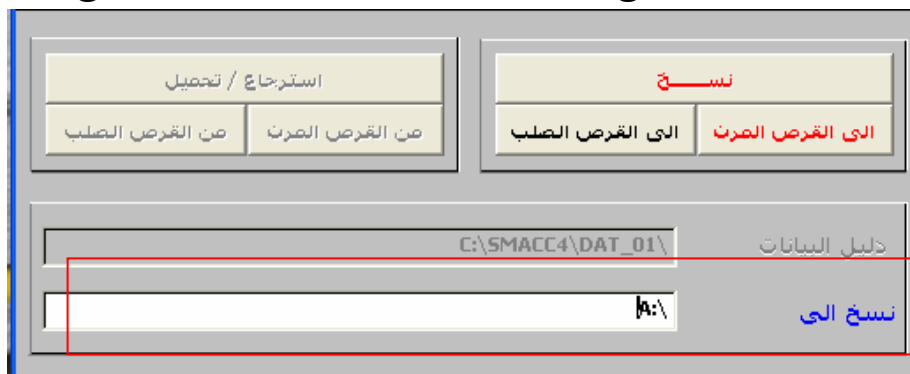 نســـــخ
الى القرص المرن
الى القرص الصلب
استرجاع / تحميل
من القرص المرن
من القرص الصلب
دليل البيانات
C:\SMACC4\DAT_01\
نسخ الى
A:\